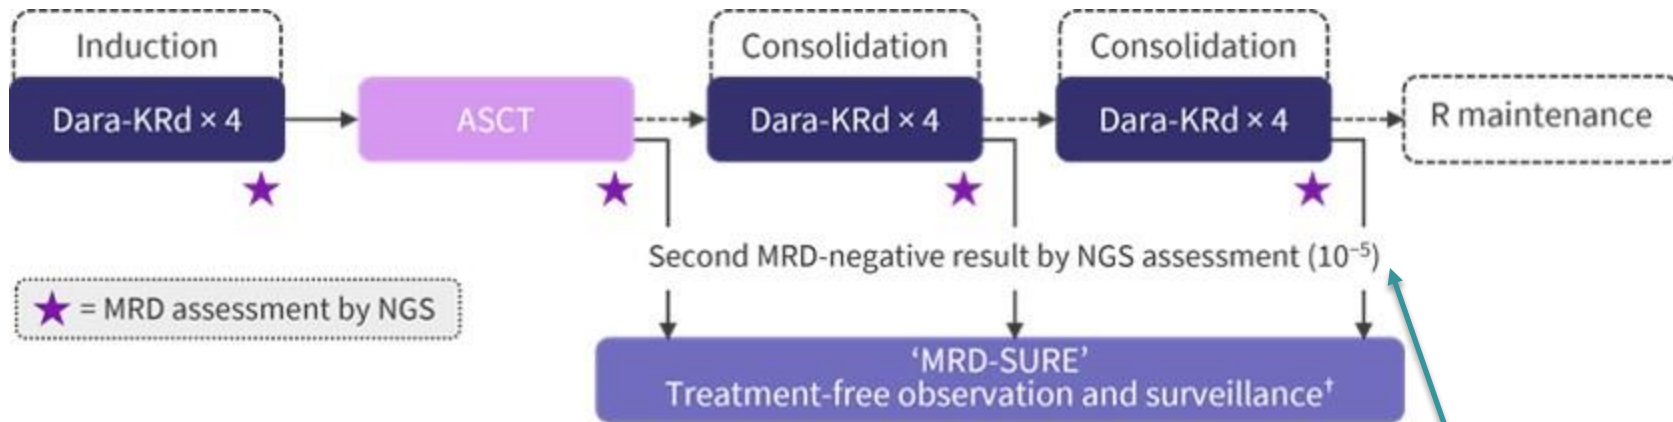 Induction
Consolidation
Consolidation
Dara-KRd × 4
ASCT
Dara-KRd × 4
Dara-KRd × 4
R maintenance
Second MRD-negative result by NGS assessment (10⁻⁵)
★ = MRD assessment by NGS
‘MRD-SURE’
Treatment-free observation and surveillance†